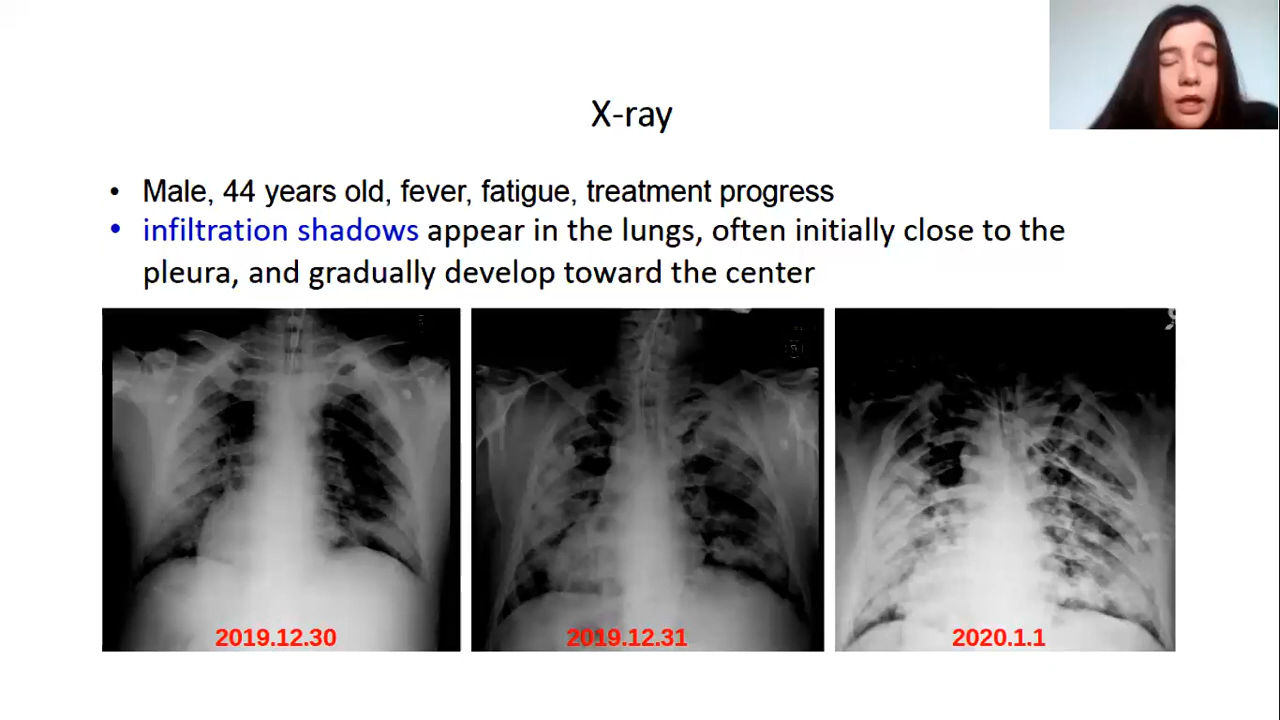 X-ray
• Male, 44 years old, fever, fatigue, treatment progress
• infiltration shadows appear in the lungs, often initially close to the
pleura, and gradually develop toward the center
2019.12.30
2019.12.31
2020.1.1